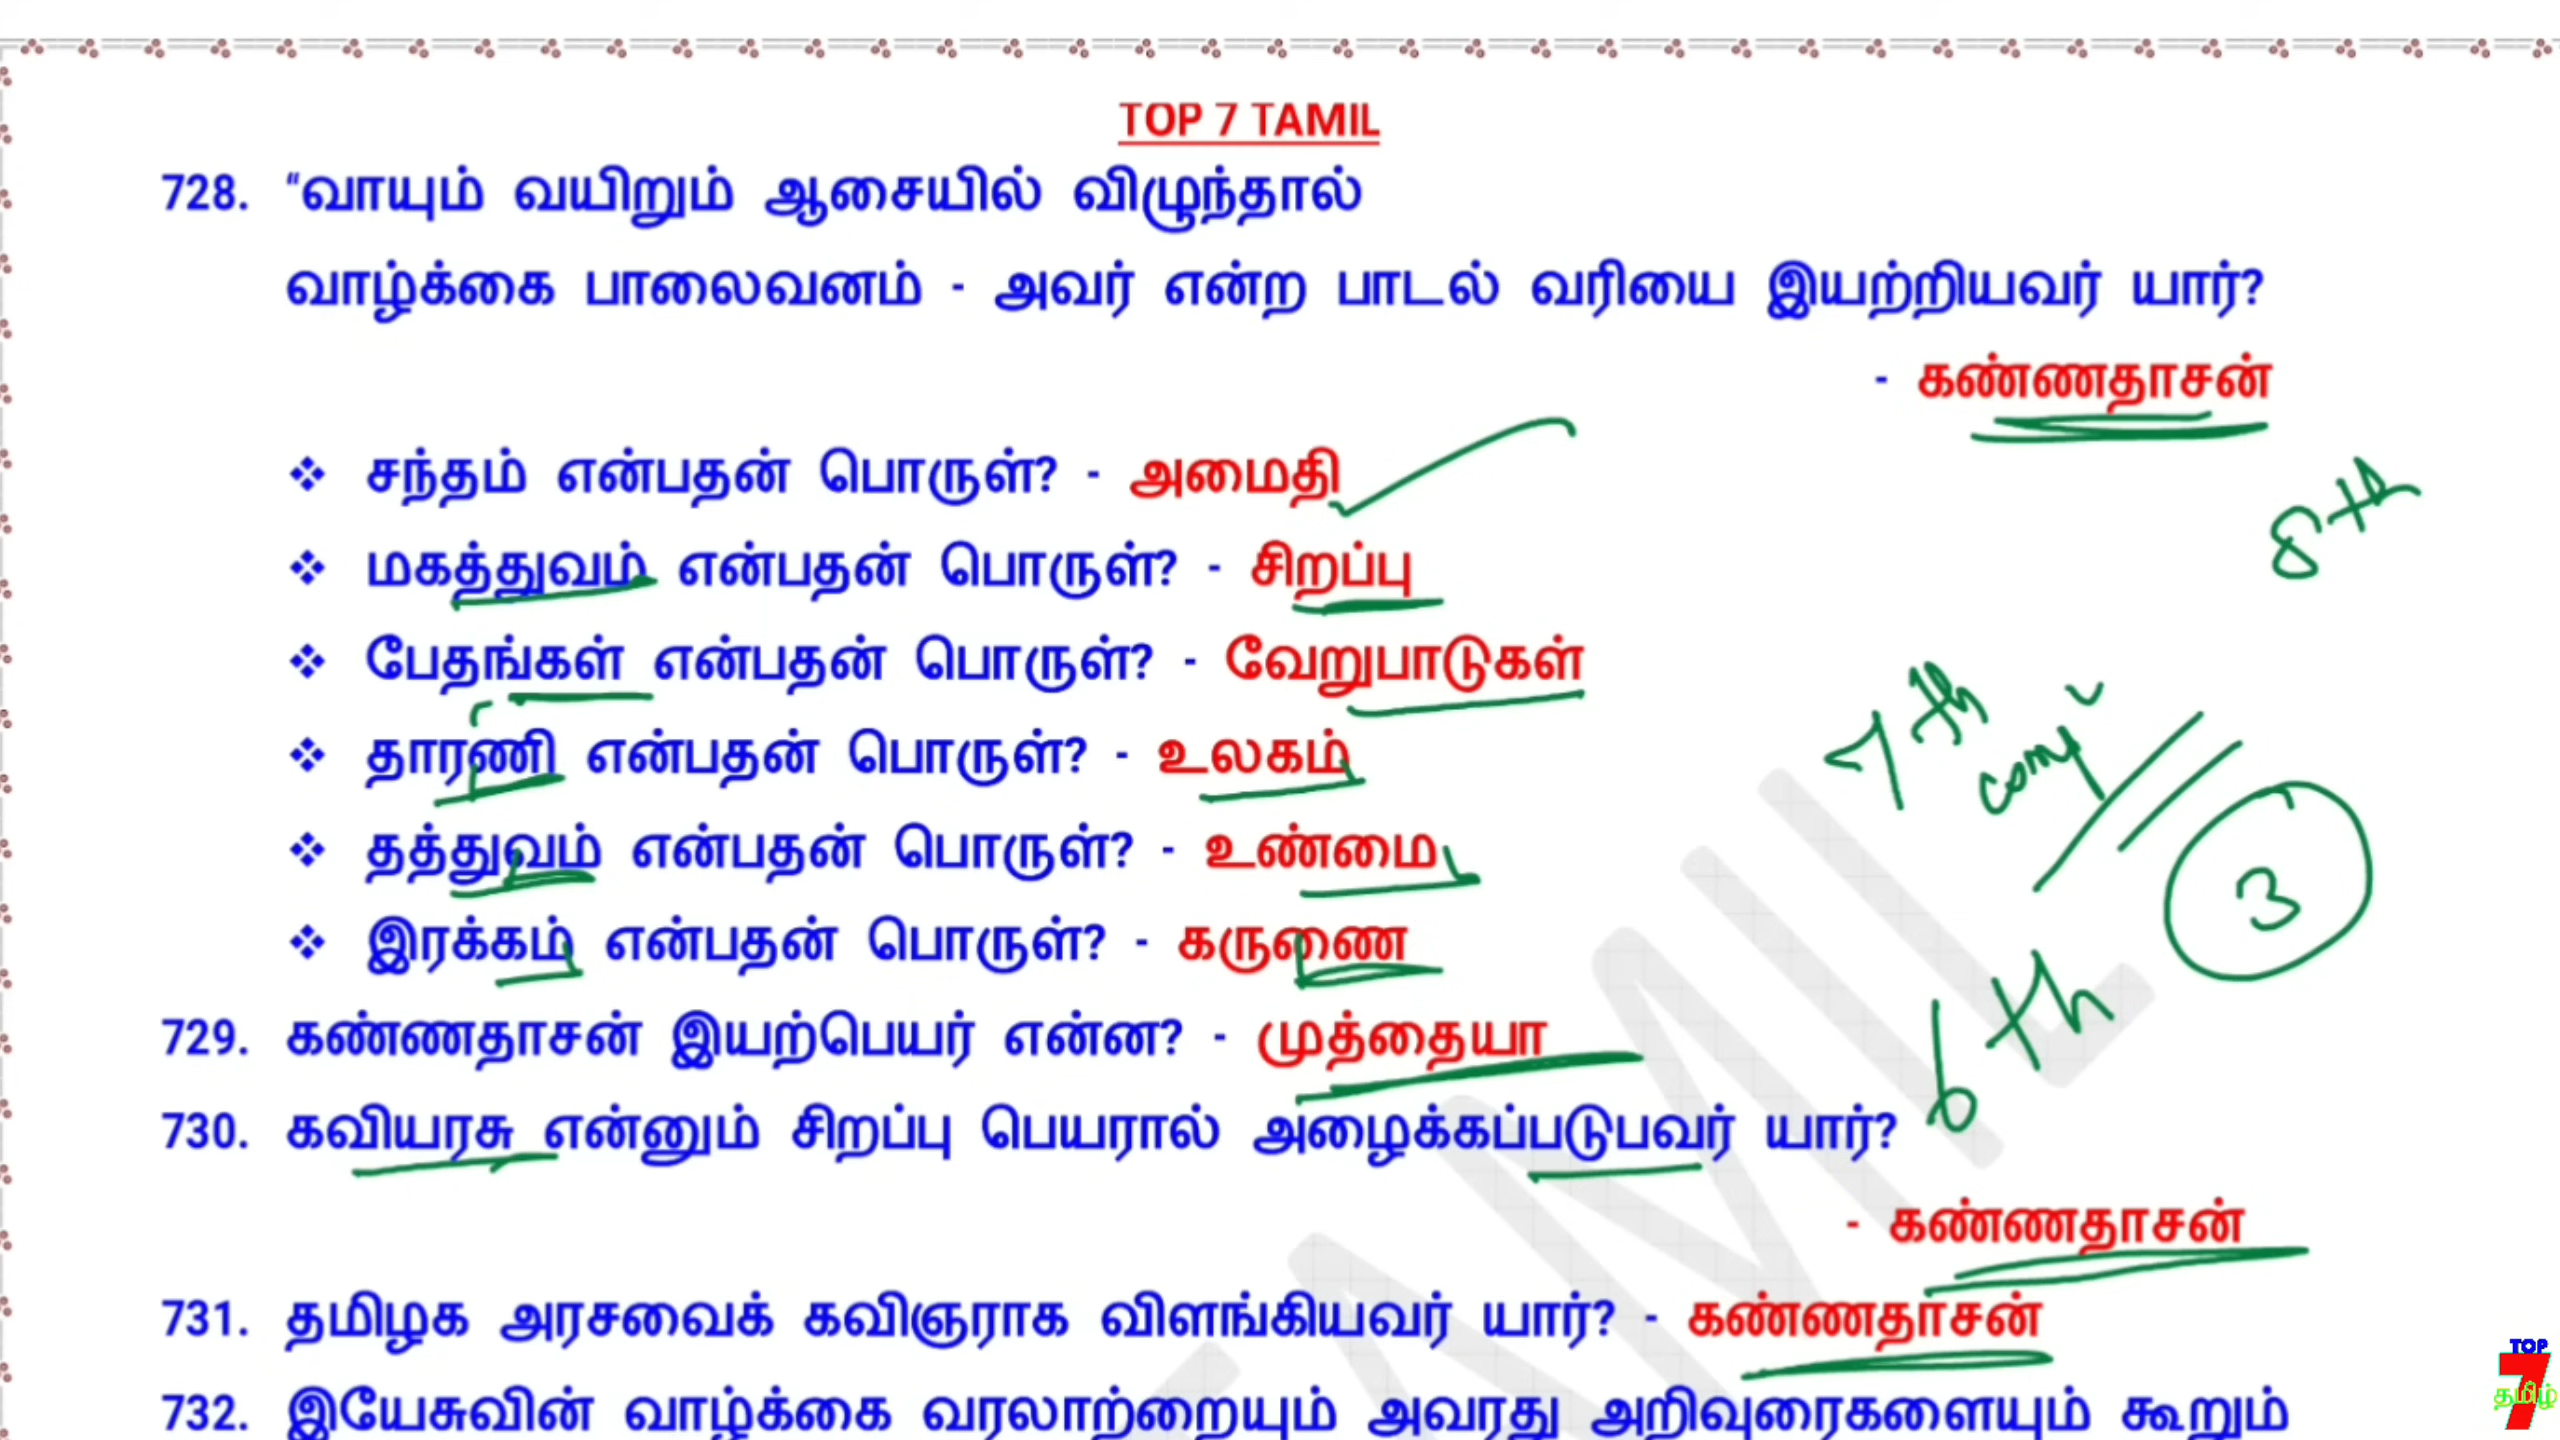 TOP 7 TAMIL
728. “வாயும் வயிறும் ஆசையில் விழுந்தால்
வாழ்க்கை பாலைவனம் - அவர் என்ற பாடல் வரியை இயற்றியவர் யார்?
- கண்ணதாசன்
❖ சந்தம் என்பதன் பொருள்? - அமைதி
8th
❖ மகத்துவம் என்பதன் பொருள்? - சிறப்பு
❖ பேதங்கள் என்பதன் பொருள்? - வேறுபாடுகள்
7th
❖ தாரணி என்பதன் பொருள்? - உலகம்
❖ தத்துவம் என்பதன் பொருள்? - உண்மை
3
❖ இரக்கம் என்பதன் பொருள்? - கருணை
6th
729. கண்ணதாசன் இயற்பெயர் என்ன? - முத்தையா
730. கவியரசு என்னும் சிறப்பு பெயரால் அழைக்கப்படுபவர் யார்?
- கண்ணதாசன்
731. தமிழக அரசவைக் கவிஞராக விளங்கியவர் யார்? - கண்ணதாசன்
732. இயேசுவின் வாழ்க்கை வரலாற்றையும் அவரது அறிவுரைகளையும் கூறும்
TOP
7
தமிழ்